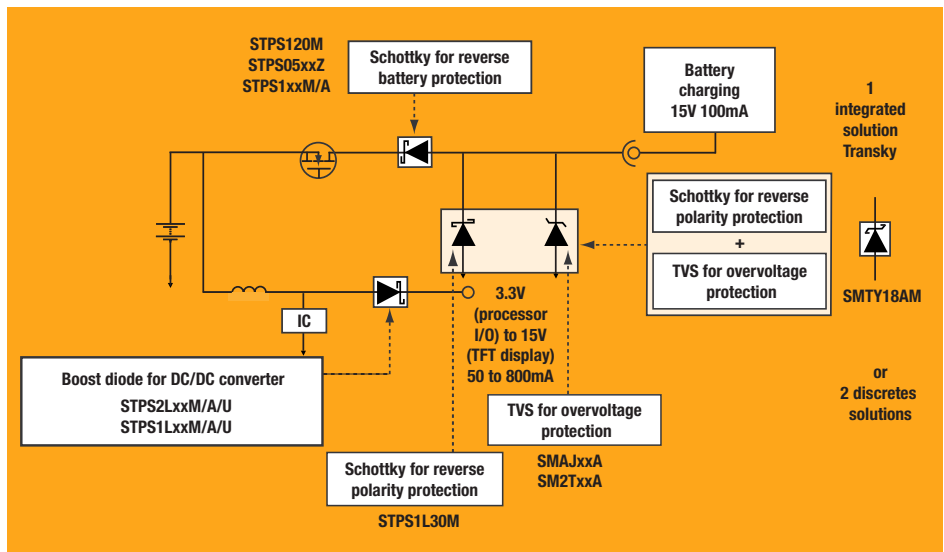 STPS120M
STPS05xxZ
STPS1xxM/A
Schottky for reverse
battery protection
Battery
charging
15V 100mA
1
integrated
solution
Transky
Schottky for reverse
polarity protection
+
TVS for overvoltage
protection
SMTY18AM
IC
3.3V
(processor
I/O) to 15V
(TFT display)
50 to 800mA
Boost diode for DC/DC converter
STPS2LxxM/A/U
STPS1LxxM/A/U
or
2 discretes
solutions
TVS for overvoltage
protection
SMAJxxA
SM2TxxA
Schottky for reverse
polarity protection
STPS1L30M